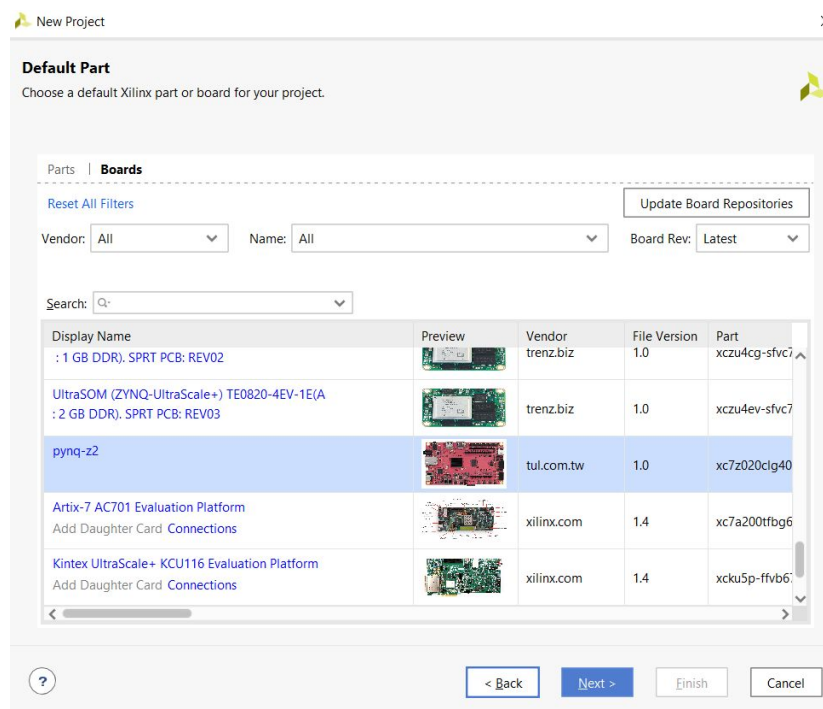 New Project
Default Part
Choose a default Xilinx part or board for your project.
Parts | Boards
Reset All Filters
Update Board Repositories
Vendor: All
Name: All
Board Rev: Latest
Search:
Display Name
Preview
Vendor
File Version
Part
: 1 GB DDR). SPRT PCB: REV02
trenz.biz
1.0
xczu4cg-sfvc7
UltraSOM (ZYNQ-UltraScale+) TE0820-4EV-1E(A
: 2 GB DDR). SPRT PCB: REV03
trenz.biz
1.0
xczu4ev-sfvc7
pynq-z2
tul.com.tw
1.0
xc7z020clg40
Artix-7 AC701 Evaluation Platform
Add Daughter Card Connections
xilinx.com
1.4
xc7a200tfbg6
Kintex UltraScale+ KCU116 Evaluation Platform
Add Daughter Card Connections
xilinx.com
1.4
xcku5p-ffvb67
?
< Back
Next >
Finish
Cancel